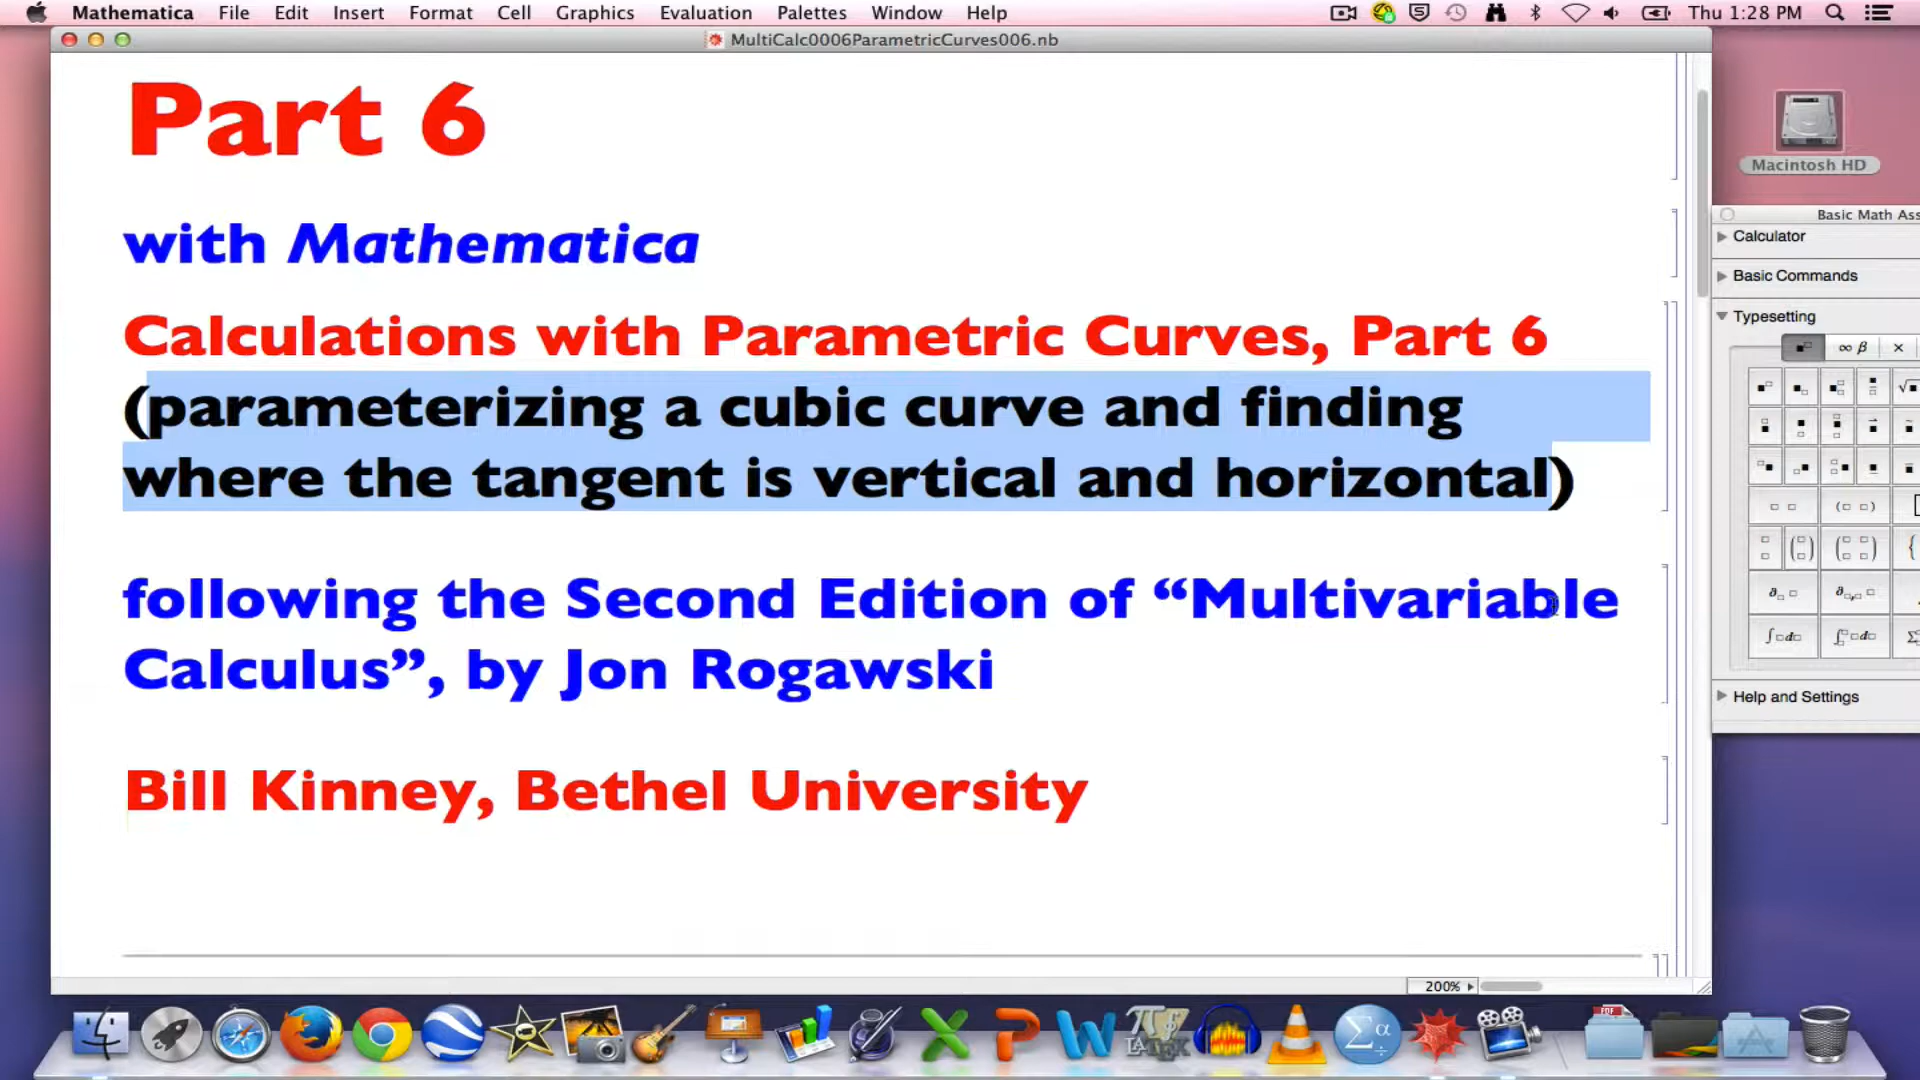 Mathematica File Edit Insert Format Cell Graphics Evaluation Palettes Window Help Thu 1:28 PM
MultiCalc0006ParametricCurves006.nb
Part 6
with Mathematica
Calculations with Parametric Curves, Part 6
(parameterizing a cubic curve and finding
where the tangent is vertical and horizontal)
following the Second Edition of “Multivariable
Calculus”, by Jon Rogawski
Bill Kinney, Bethel University
200%
Macintosh HD
Basic Math Ass
Calculator
Basic Commands
Typesetting
∞ β
Help and Settings